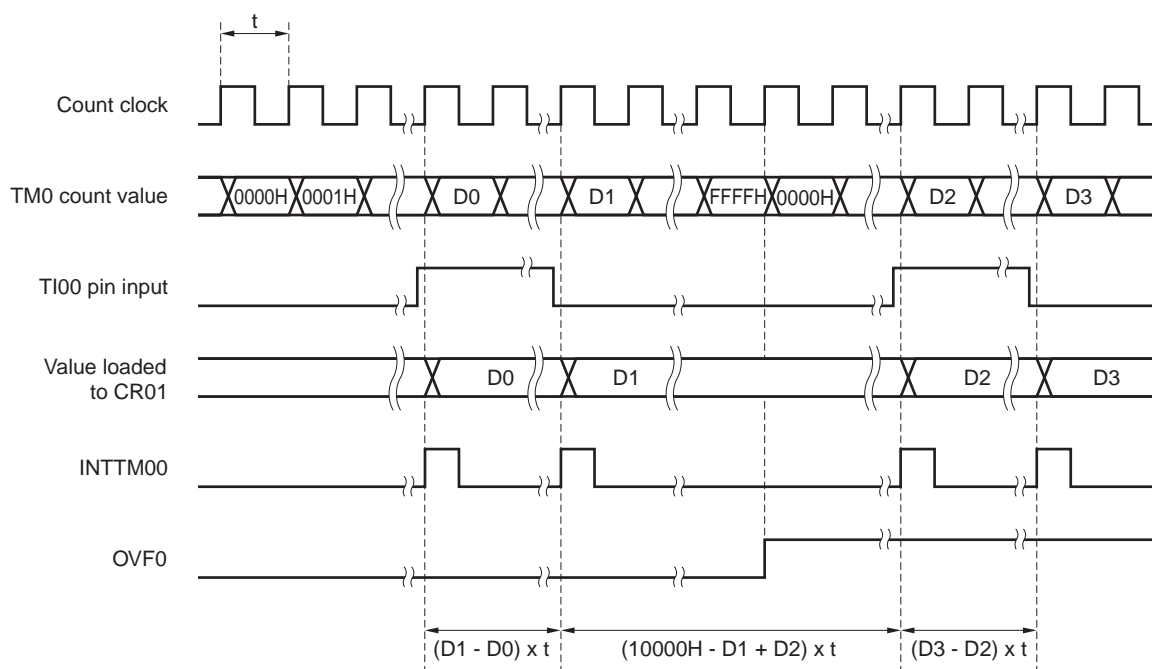 t
Count clock
TM0 count value
0000H 0001H D0 D1 FFFFH 0000H D2 D3
TI00 pin input
Value loaded
to CR01
D0 D1 D2 D3
INTTM00
OVF0
(D1 - D0) x t (10000H - D1 + D2) x t (D3 - D2) x t